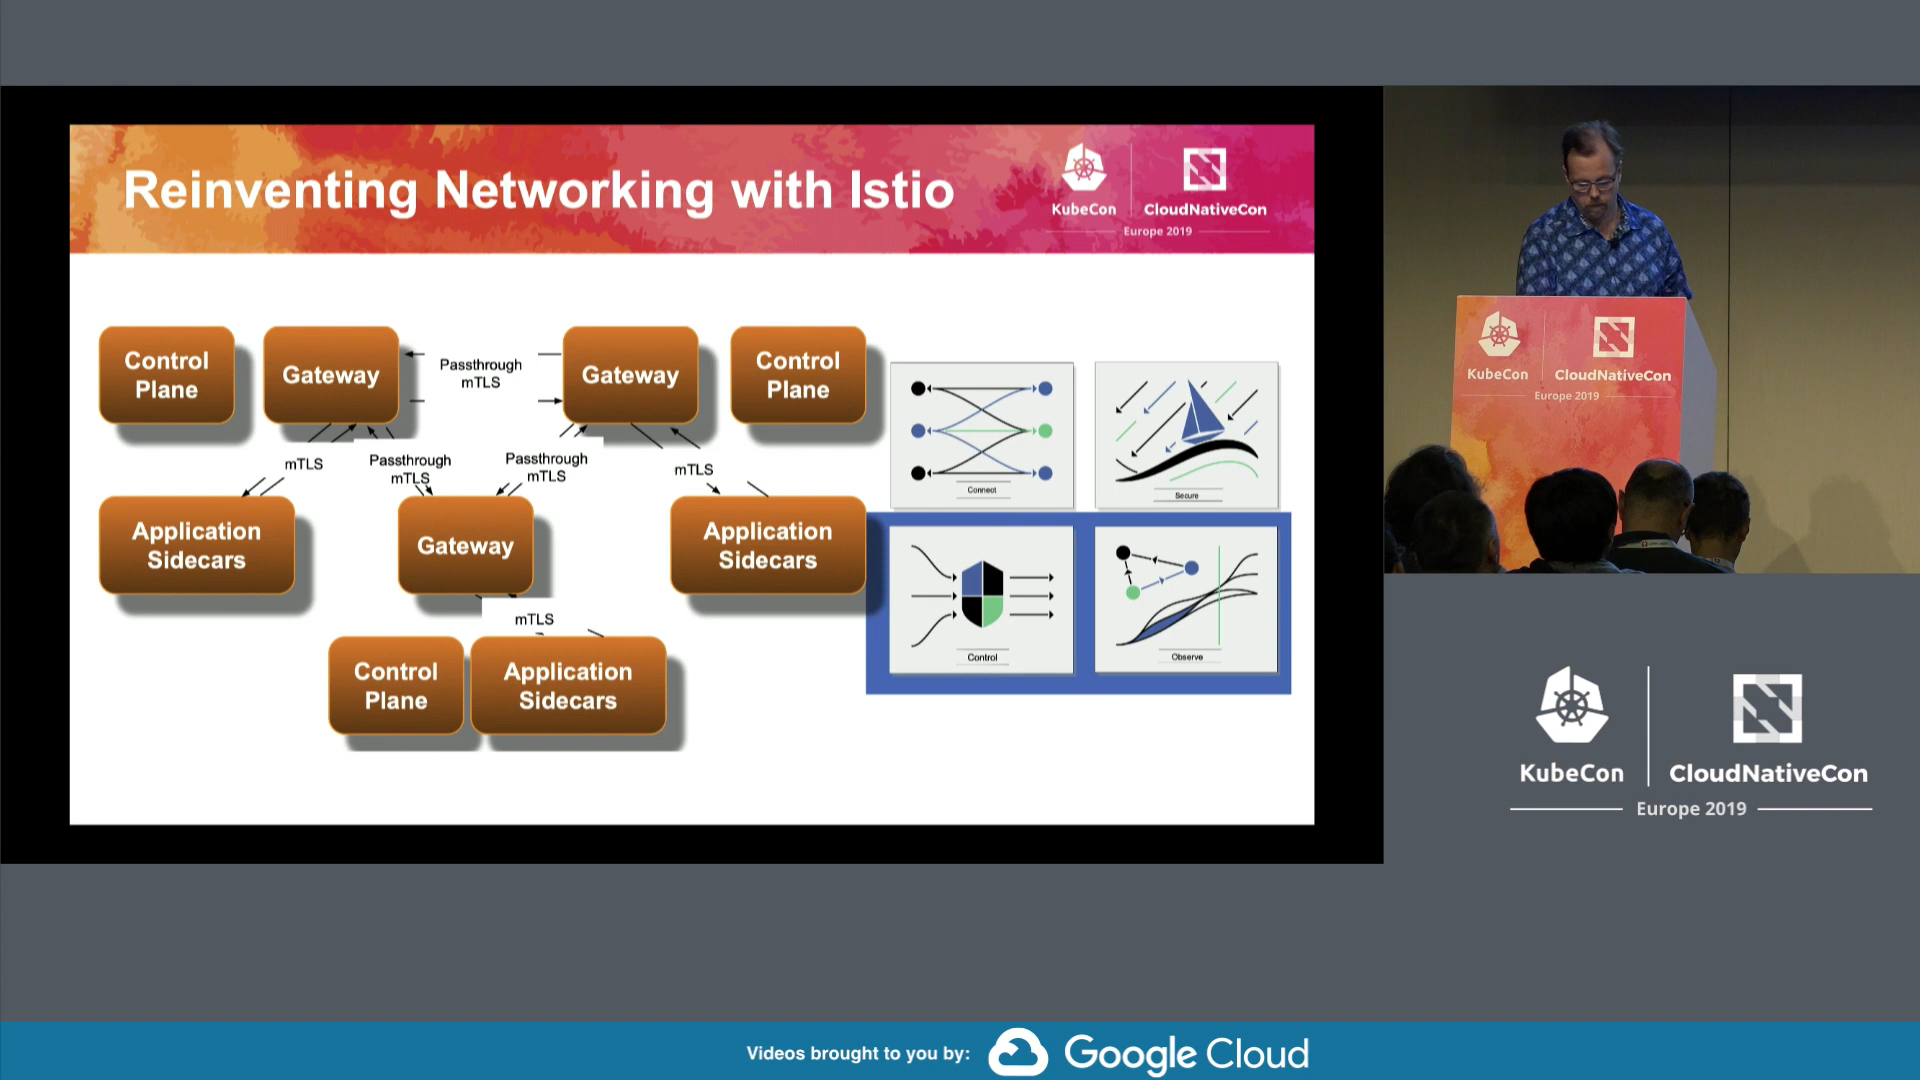 Reinventing Networking with Istio
KubeCon
CloudNativeCon
Europe 2019
Control
Plane
Gateway
Passthrough
mTLS
Gateway
Control
Plane
mTLS
Passthrough
mTLS
Passthrough
mTLS
mTLS
Application
Sidecars
Gateway
Application
Sidecars
mTLS
Control
Plane
Application
Sidecars
Connect
Secure
Control
Observe
KubeCon
CloudNativeCon
Europe 2019
KubeCon
CloudNativeCon
Europe 2019
Videos brought to you by:
Google Cloud